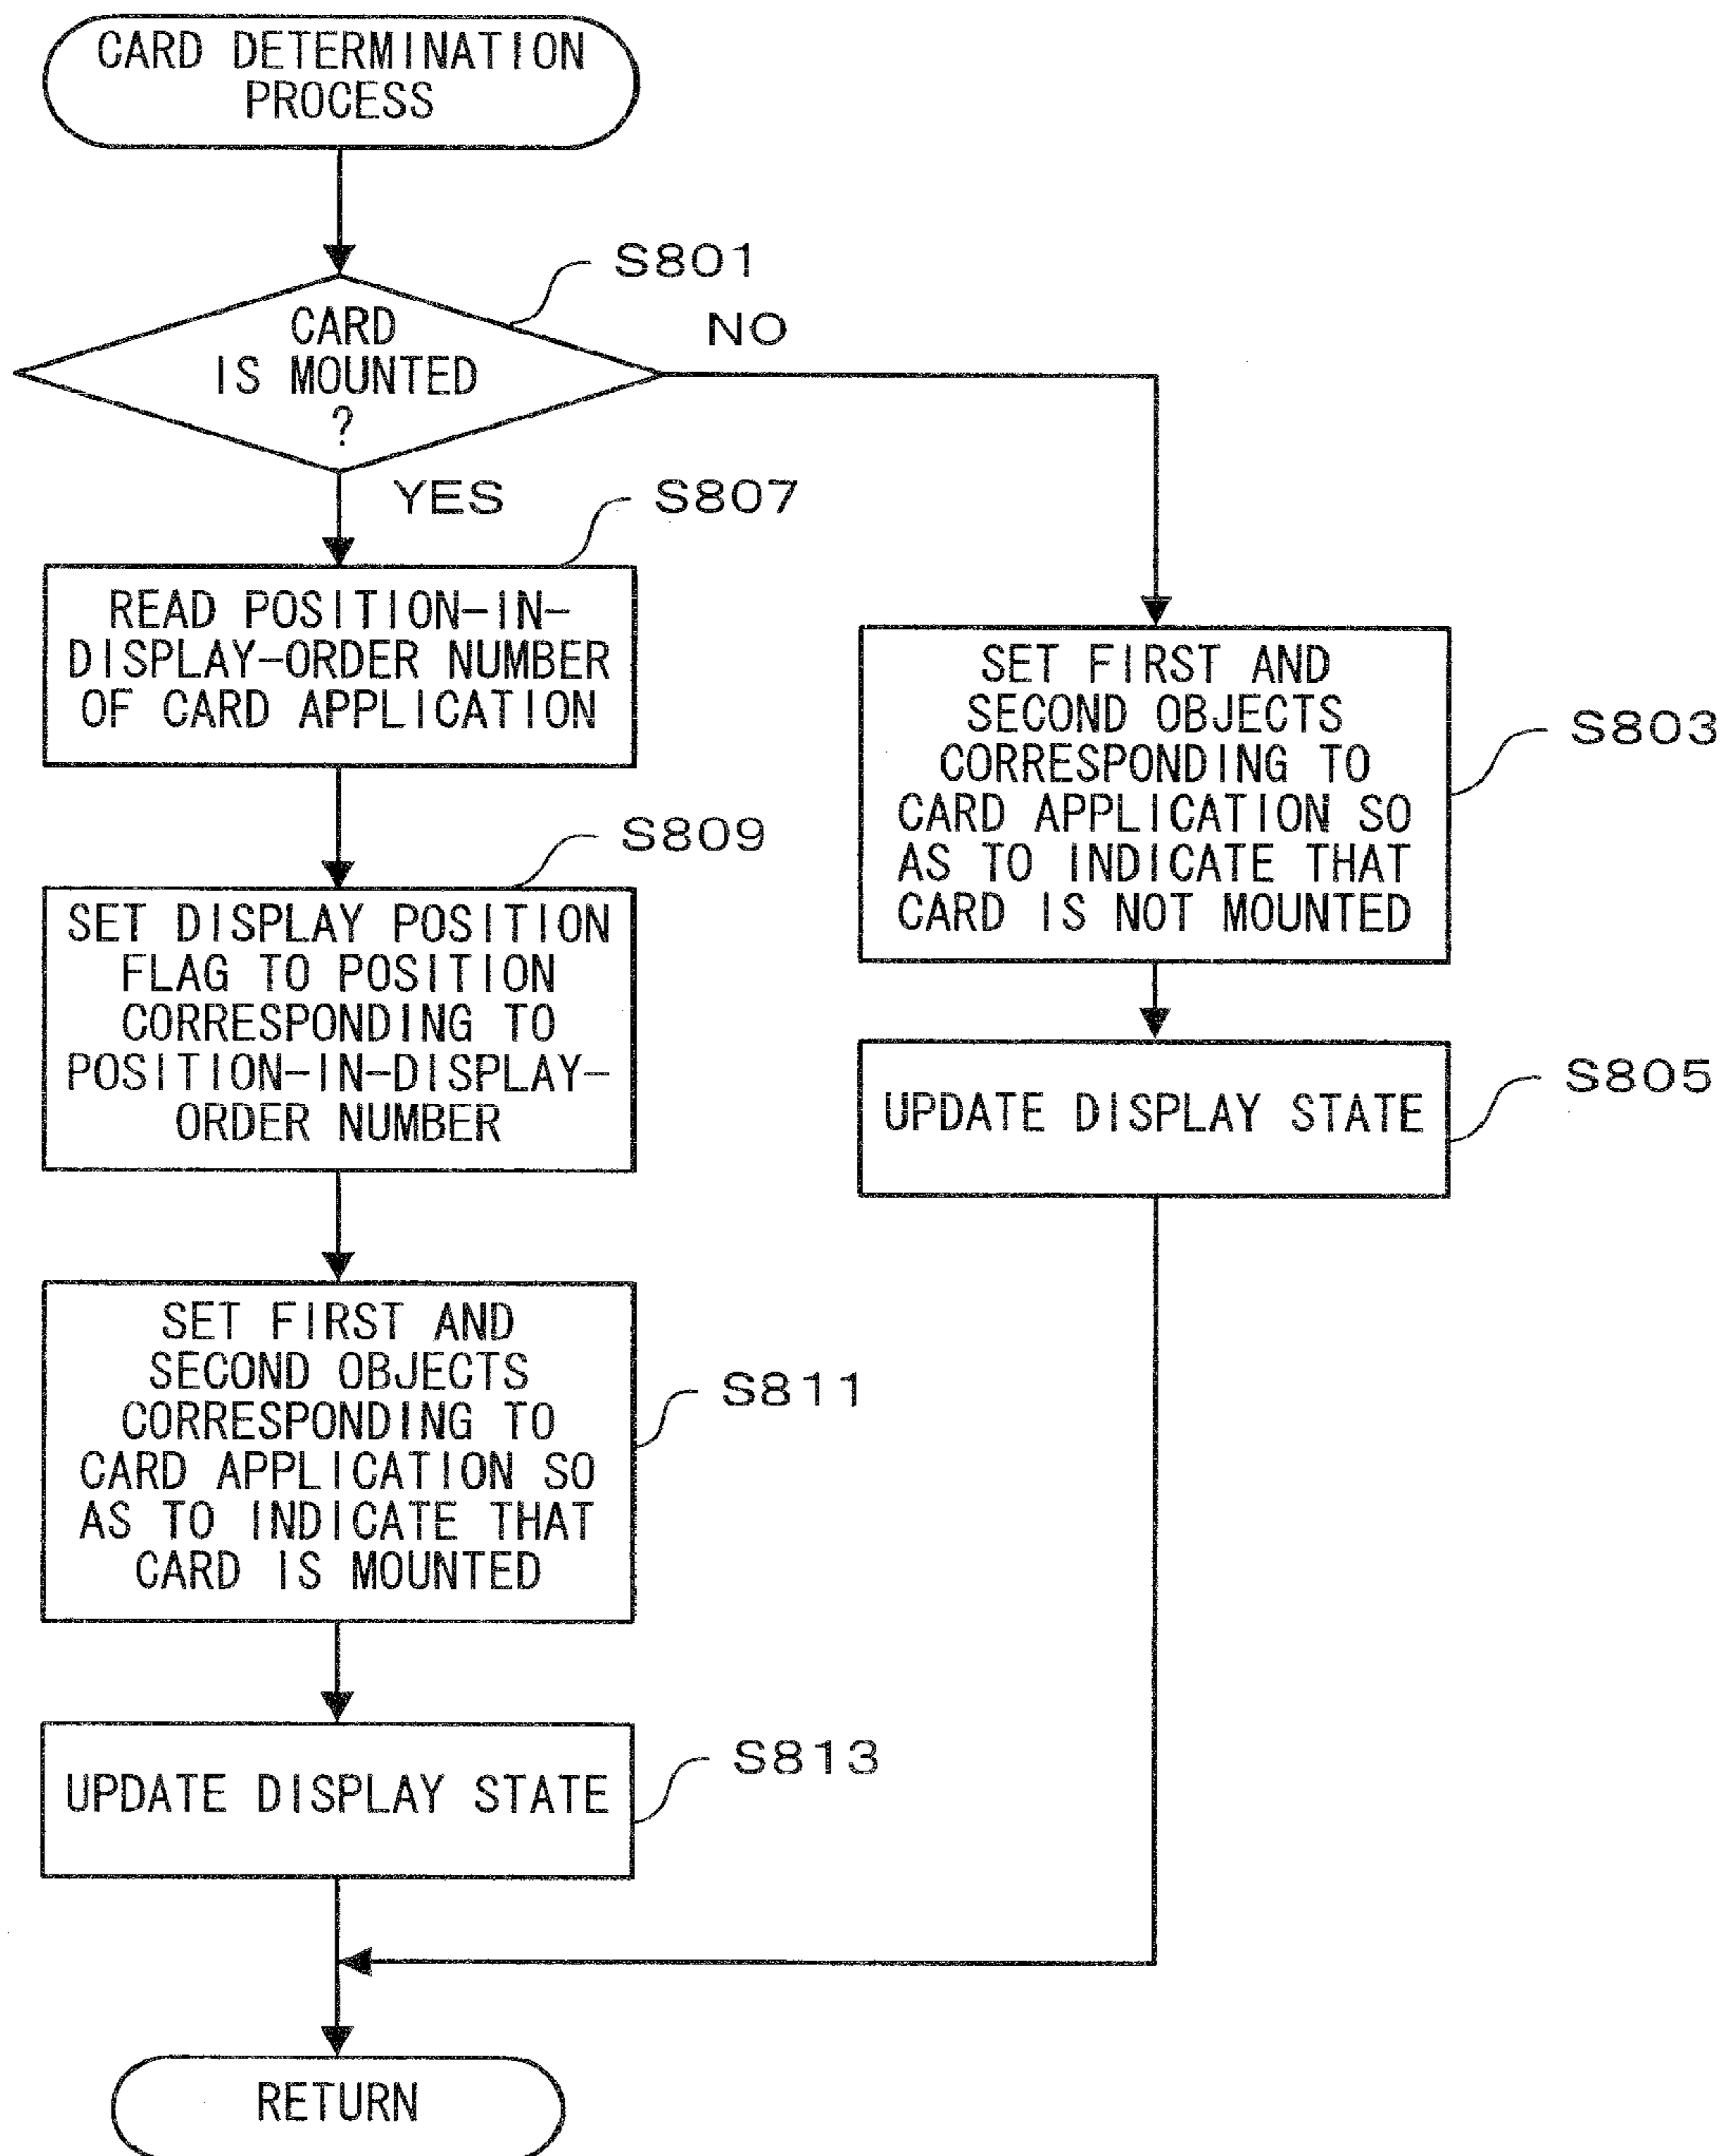 CARD DETERMINATION
PROCESS
S801
CARD
IS MOUNTED
?
NO
YES
S807
READ POSITION-IN-
DISPLAY-ORDER NUMBER
OF CARD APPLICATION
SET FIRST AND
SECOND OBJECTS
CORRESPONDING TO
CARD APPLICATION SO
AS TO INDICATE THAT
CARD IS NOT MOUNTED
S803
S809
SET DISPLAY POSITION
FLAG TO POSITION
CORRESPONDING TO
POSITION-IN-DISPLAY-
ORDER NUMBER
UPDATE DISPLAY STATE
S805
SET FIRST AND
SECOND OBJECTS
CORRESPONDING TO
CARD APPLICATION SO
AS TO INDICATE THAT
CARD IS MOUNTED
S811
UPDATE DISPLAY STATE
S813
RETURN